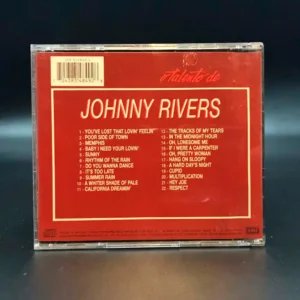 o Talento de
JOHNNY RIVERS
1 - YOU'VE LOST THAT LOVIN' FEELIN'
2 - POOR SIDE OF TOWN
3 - MEMPHIS
4 - BABY I NEED YOUR LOVIN'
5 - SUNNY
6 - RHYTHM OF THE RAIN
7 - DO YOU WANNA DANCE
8 - IT'S TOO LATE
9 - SUMMER RAIN
10 - A WHITER SHADE OF PALE
11 - CALIFORNIA DREAMIN'
12 - THE TRACKS OF MY TEARS
13 - IN THE MIDNIGHT HOUR
14 - OH, LONESOME ME
15 - IF I WERE A CARPENTER
16 - OH, PRETTY WOMAN
17 - HANG ON SLOOPY
18 - A HARD DAY'S NIGHT
19 - CUPID
20 - MULTIPLICATION
21 - HEY JOE
22 - RESPECT
EMI